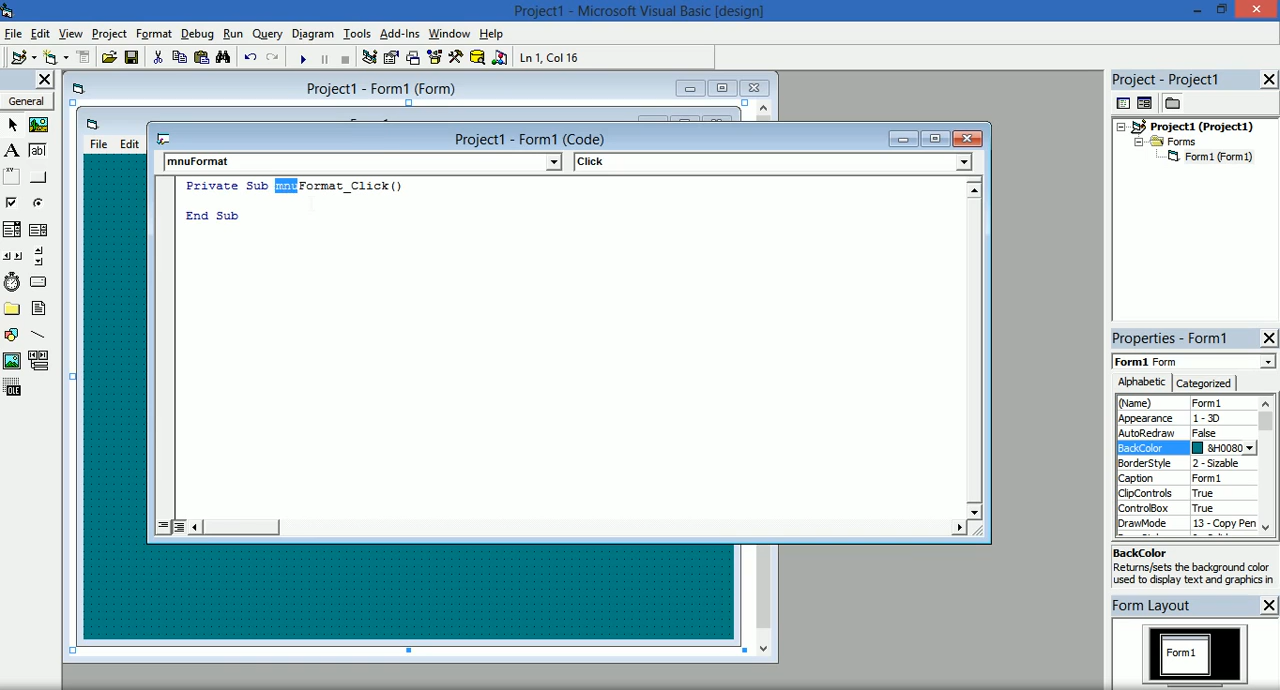 Project1 - Microsoft Visual Basic [design]
File Edit View Project Format Debug Run Query Diagram Tools Add-Ins Window Help
Ln 1, Col 16
General
Project1 - Form1 (Form)
File Edit
Project1 - Form1 (Code)
mnuFormat Click
Private Sub mnuFormat_Click()
End Sub
Project - Project1
Project1 (Project1)
Forms
Form1 (Form1)
Properties - Form1
Form1 Form
Alphabetic Categorized
(Name) Form1
Appearance 1 - 3D
AutoRedraw False
BackColor &H0080
BorderStyle 2 - Sizable
Caption Form1
ClipControls True
ControlBox True
DrawMode 13 - Copy Pen
BackColor
Returns/sets the background color
used to display text and graphics in
Form Layout
Form1